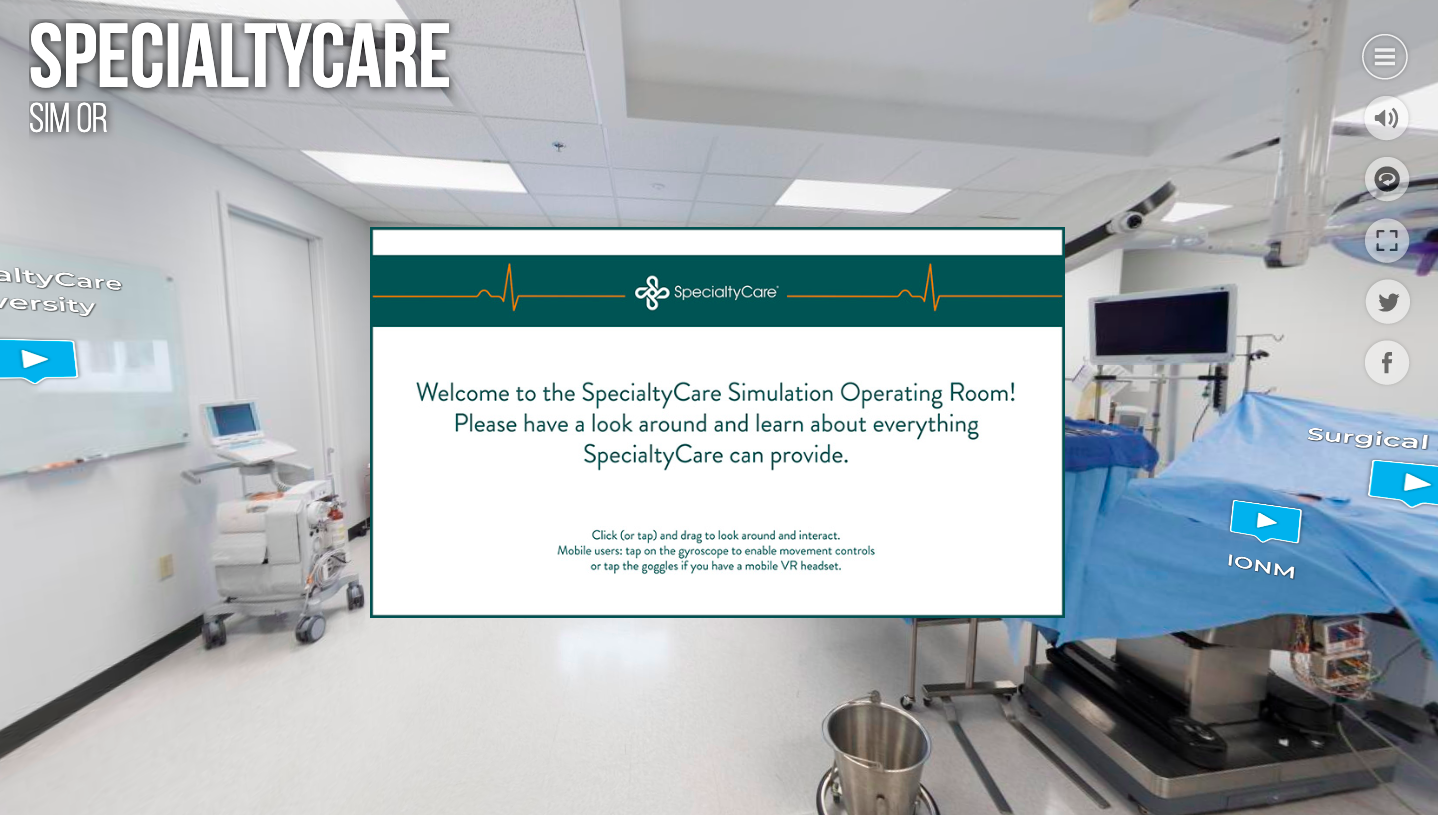 SPECIALTYCARE
SIM OR
SpecialtyCare
Welcome to the SpecialtyCare Simulation Operating Room!
Please have a look around and learn about everything
SpecialtyCare can provide.
Click (or tap) and drag to look around and interact.
Mobile users: tap on the gyroscope to enable movement controls
or tap the goggles if you have a mobile VR headset.
altyCare
versity
Surgical
IONM